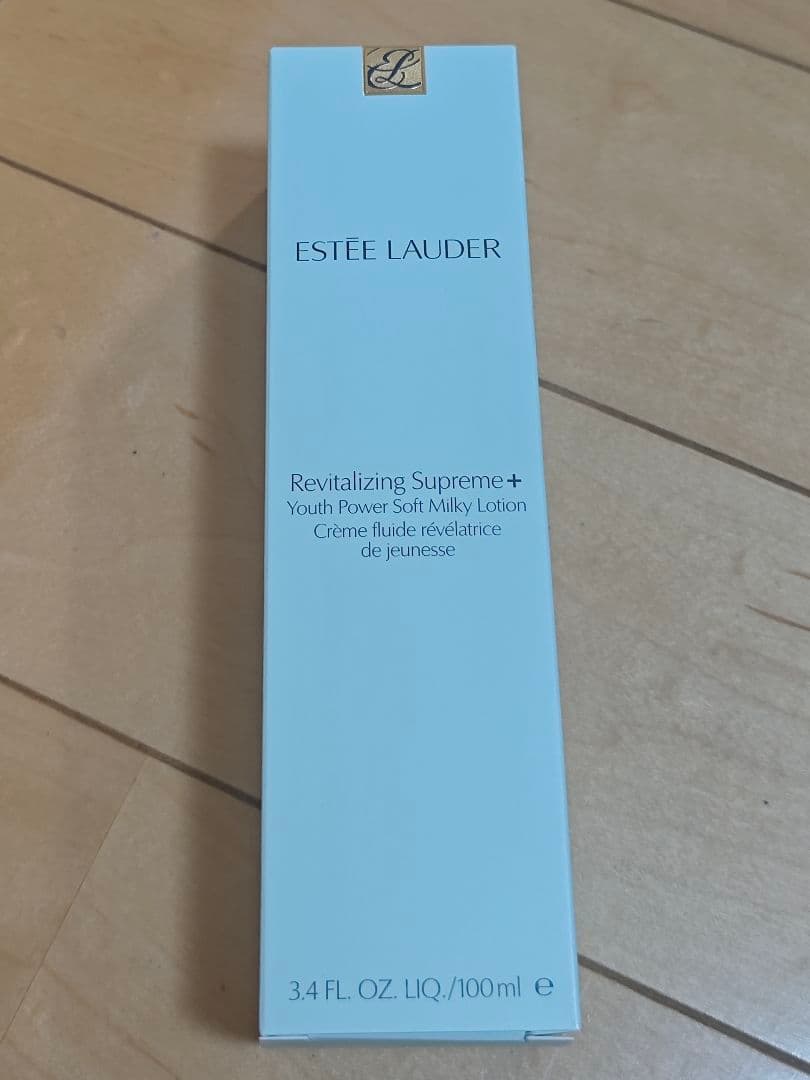 ESTĒE LAUDER
Revitalizing Supreme+
Youth Power Soft Milky Lotion
Crème fluide révélatrice
de jeunesse
3.4 FL. OZ. LIQ./100ml ℮